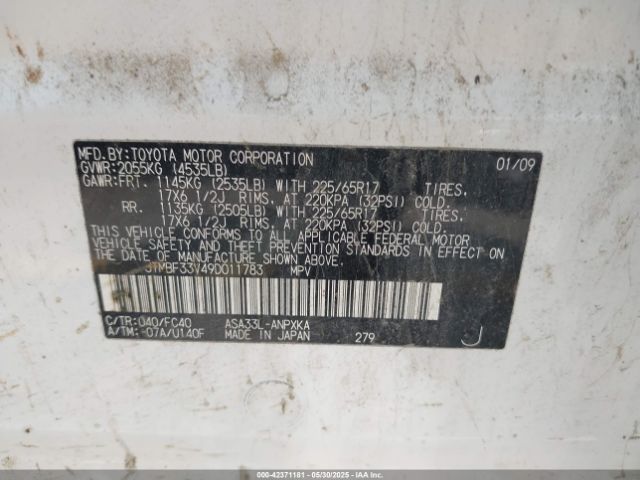 MFD.BY:TOYOTA MOTOR CORPORATION 01/09
GVWR:2055KG (4535LB)
GAWR:FRT. 1145KG (2535LB) WITH 225/65R17 TIRES,
17X6 1/2J RIMS, AT 220KPA (32PSI) COLD.
RR. 1135KG (2505LB) WITH 225/65R17 TIRES,
17X6 1/2J RIMS, AT 220KPA (32PSI) COLD.
THIS VEHICLE CONFORMS TO ALL APPLICABLE FEDERAL MOTOR
VEHICLE SAFETY AND THEFT PREVENTION STANDARDS IN EFFECT ON
THE DATE OF MANUFACTURE SHOWN ABOVE.
JTMBF33V49D011783 MPV
C/TR:040/FC40 ASA33L-ANPXKA
A/TM:-07A/U140F MADE IN JAPAN 279 J
000-42371181 - 05/30/2025 - IAAI.COM